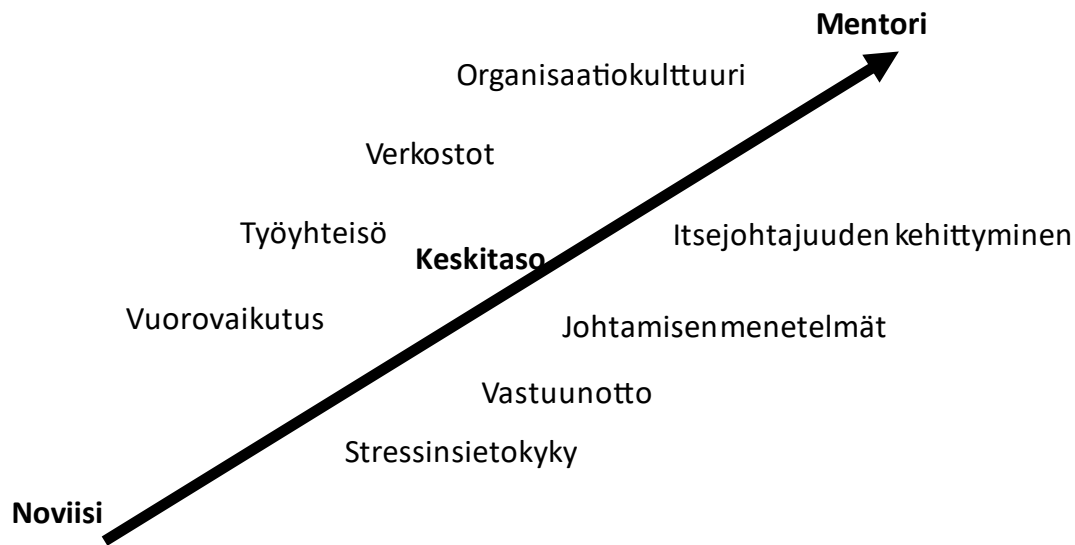 Mentori
Organisaatiokulttuuri
Verkostot
Työyhteisö
Itsejohtajuuden kehittyminen
Keskitaso
Vuorovaikutus
Johtamisen menetelmät
Vastuunotto
Stressinsietokyky
Noviisi